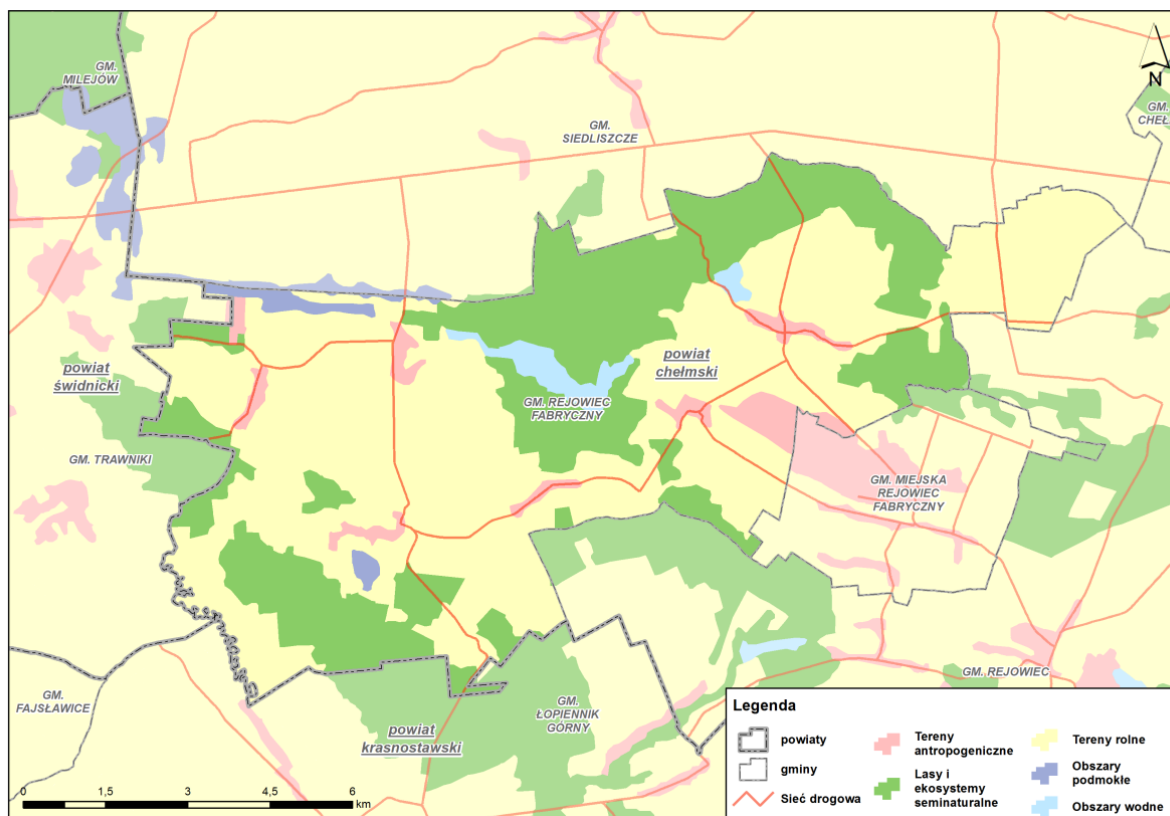 GM.
MILEJÓW
N
GM.
CHEŁ
GM.
SIEDLISZCZE
powiat
świdnicki
powiat
chełmski
GM. REJOWIEC
FABRYCZNY
GM. TRAWNIKI
GM. MIEJSKA
REJOWIEC
FABRYCZNY
GM.
FAJSŁAWICE
GM.
ŁOPIENNIK
GÓRNY
powiat
krasnostawski
GM. REJOWIEC
Legenda
powiaty
gminy
Sieć drogowa
Tereny
antropogeniczne
Lasy i
ekosystemy
seminaturalne
Tereny rolne
Obszary
podmokłe
Obszary wodne
0 1,5 3 4,5 6
km